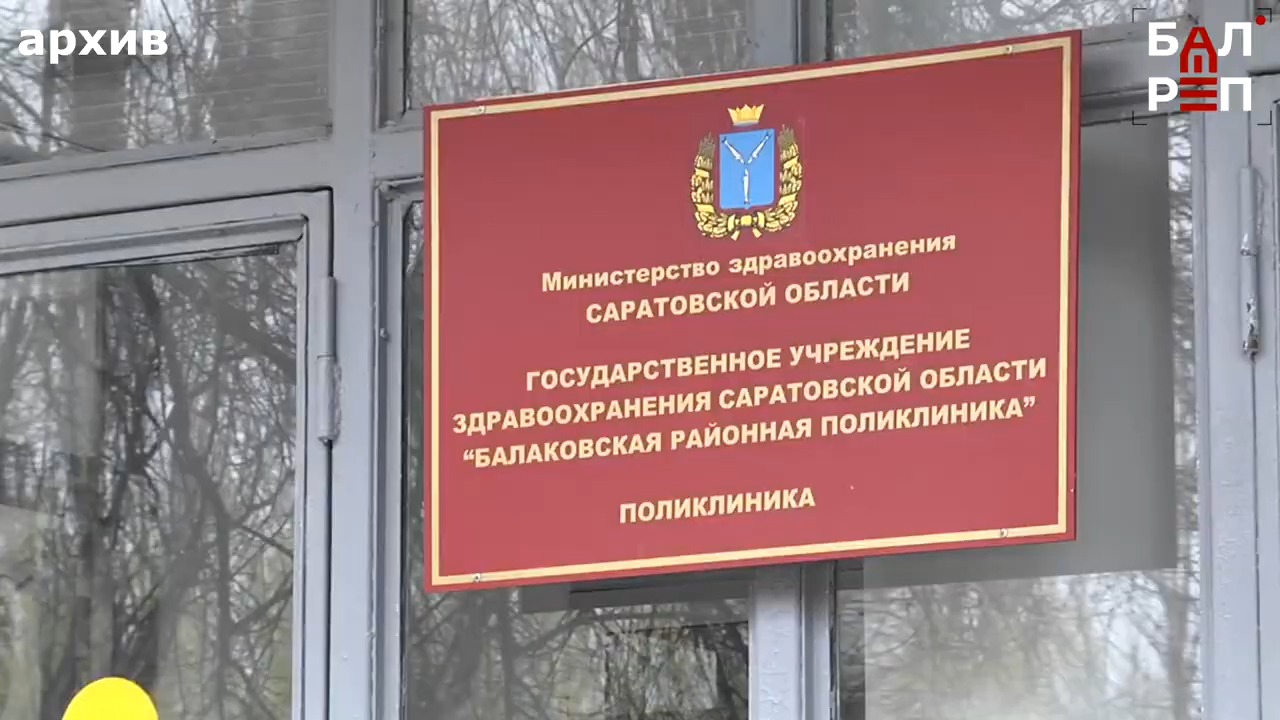 архив
БАЛ
РЕП
Министерство здравоохранения
САРАТОВСКОЙ ОБЛАСТИ
ГОСУДАРСТВЕННОЕ УЧРЕЖДЕНИЕ
ЗДРАВООХРАНЕНИЯ САРАТОВСКОЙ ОБЛАСТИ
“БАЛАКОВСКАЯ РАЙОННАЯ ПОЛИКЛИНИКА”
ПОЛИКЛИНИКА